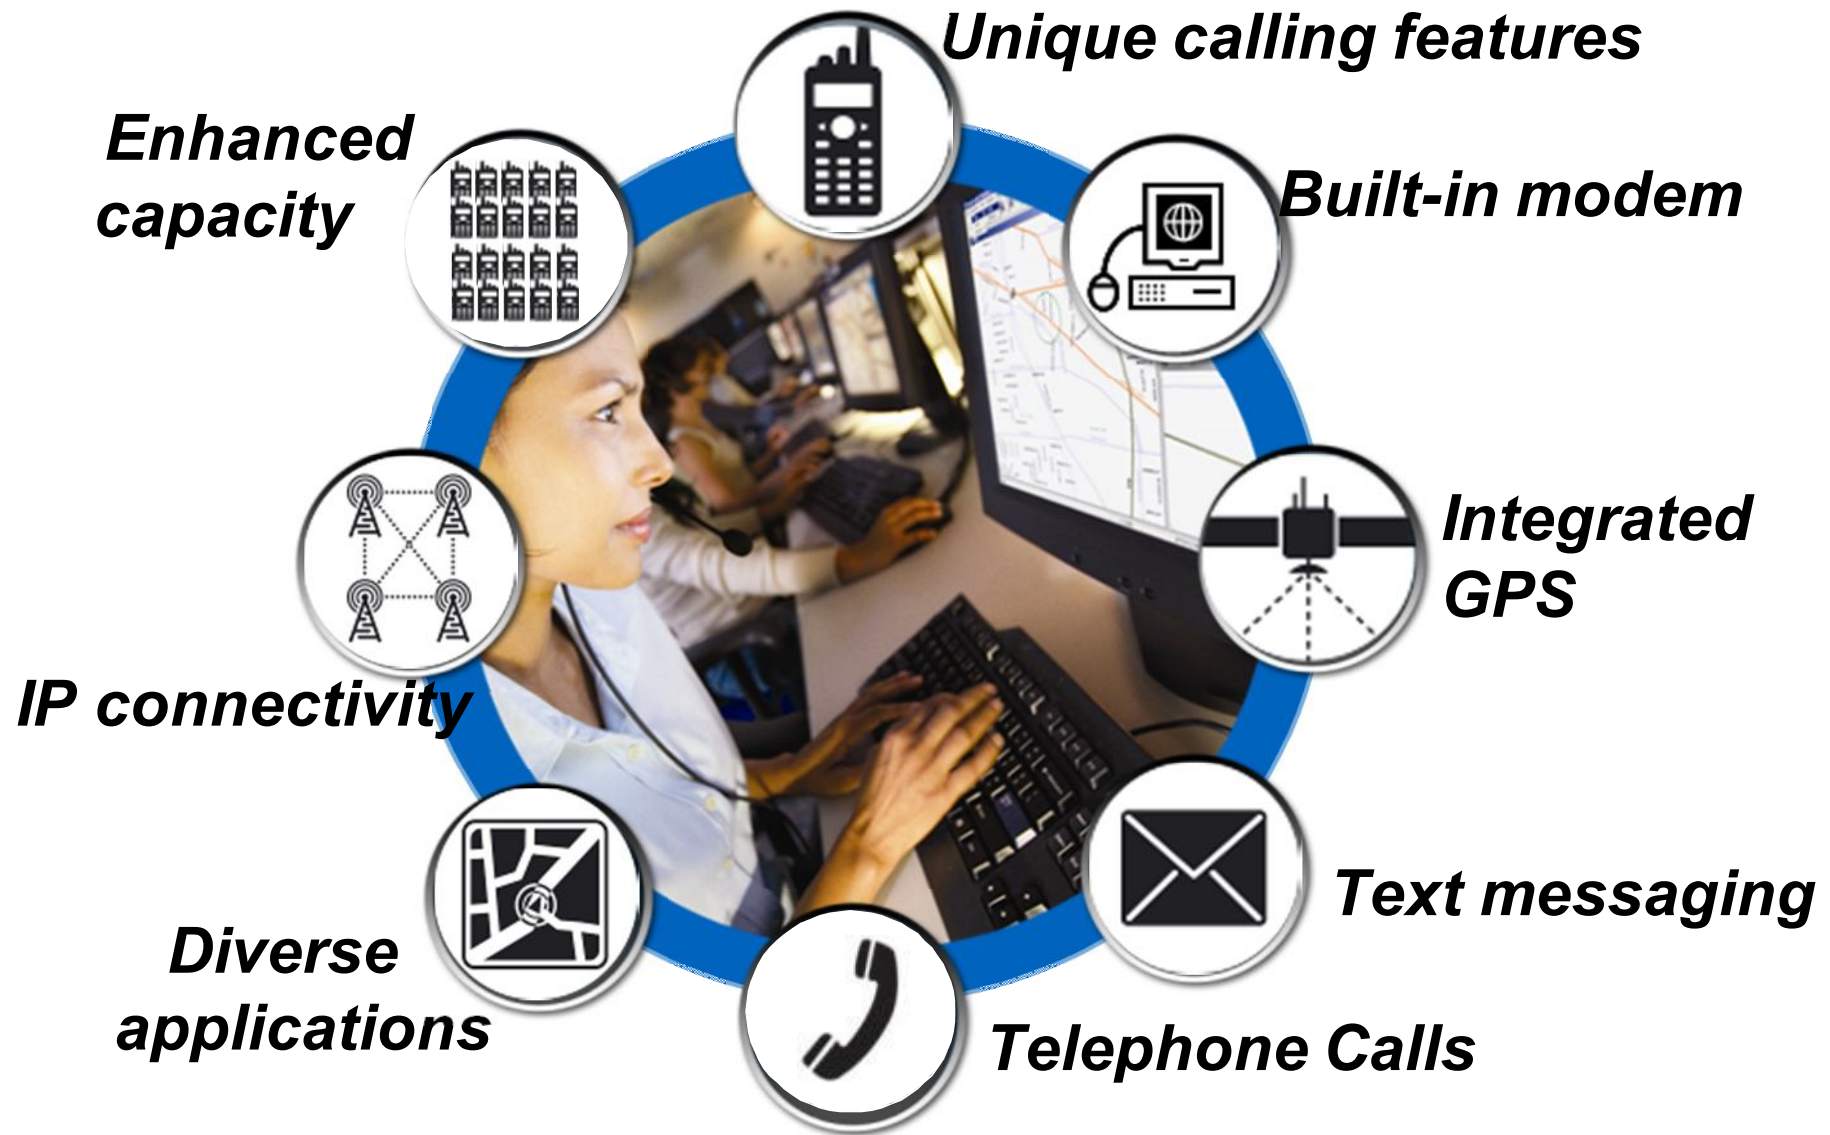 Unique calling features
Enhanced
capacity
Built-in modem
Integrated
GPS
IP connectivity
Text messaging
Diverse
applications
Telephone Calls